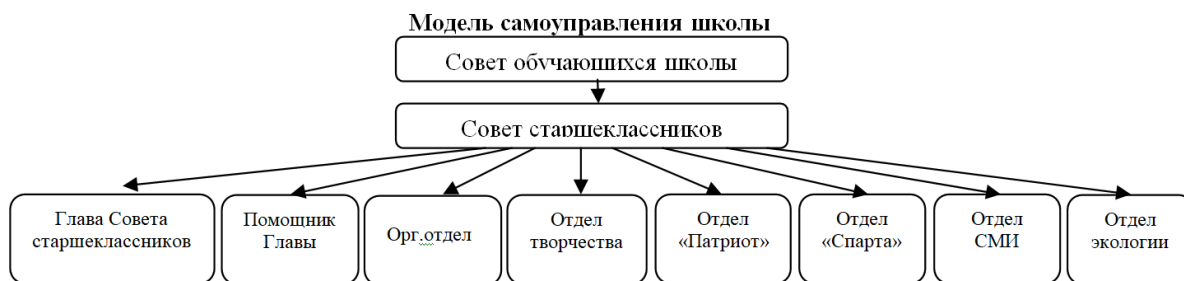 Модель самоуправления школы
Совет обучающихся школы
Совет старшеклассников
Глава Совета
старшеклассников
Помощник
Главы
Орг.отдел
Отдел
творчества
Отдел
«Патриот»
Отдел
«Спарта»
Отдел
СМИ
Отдел
экологии